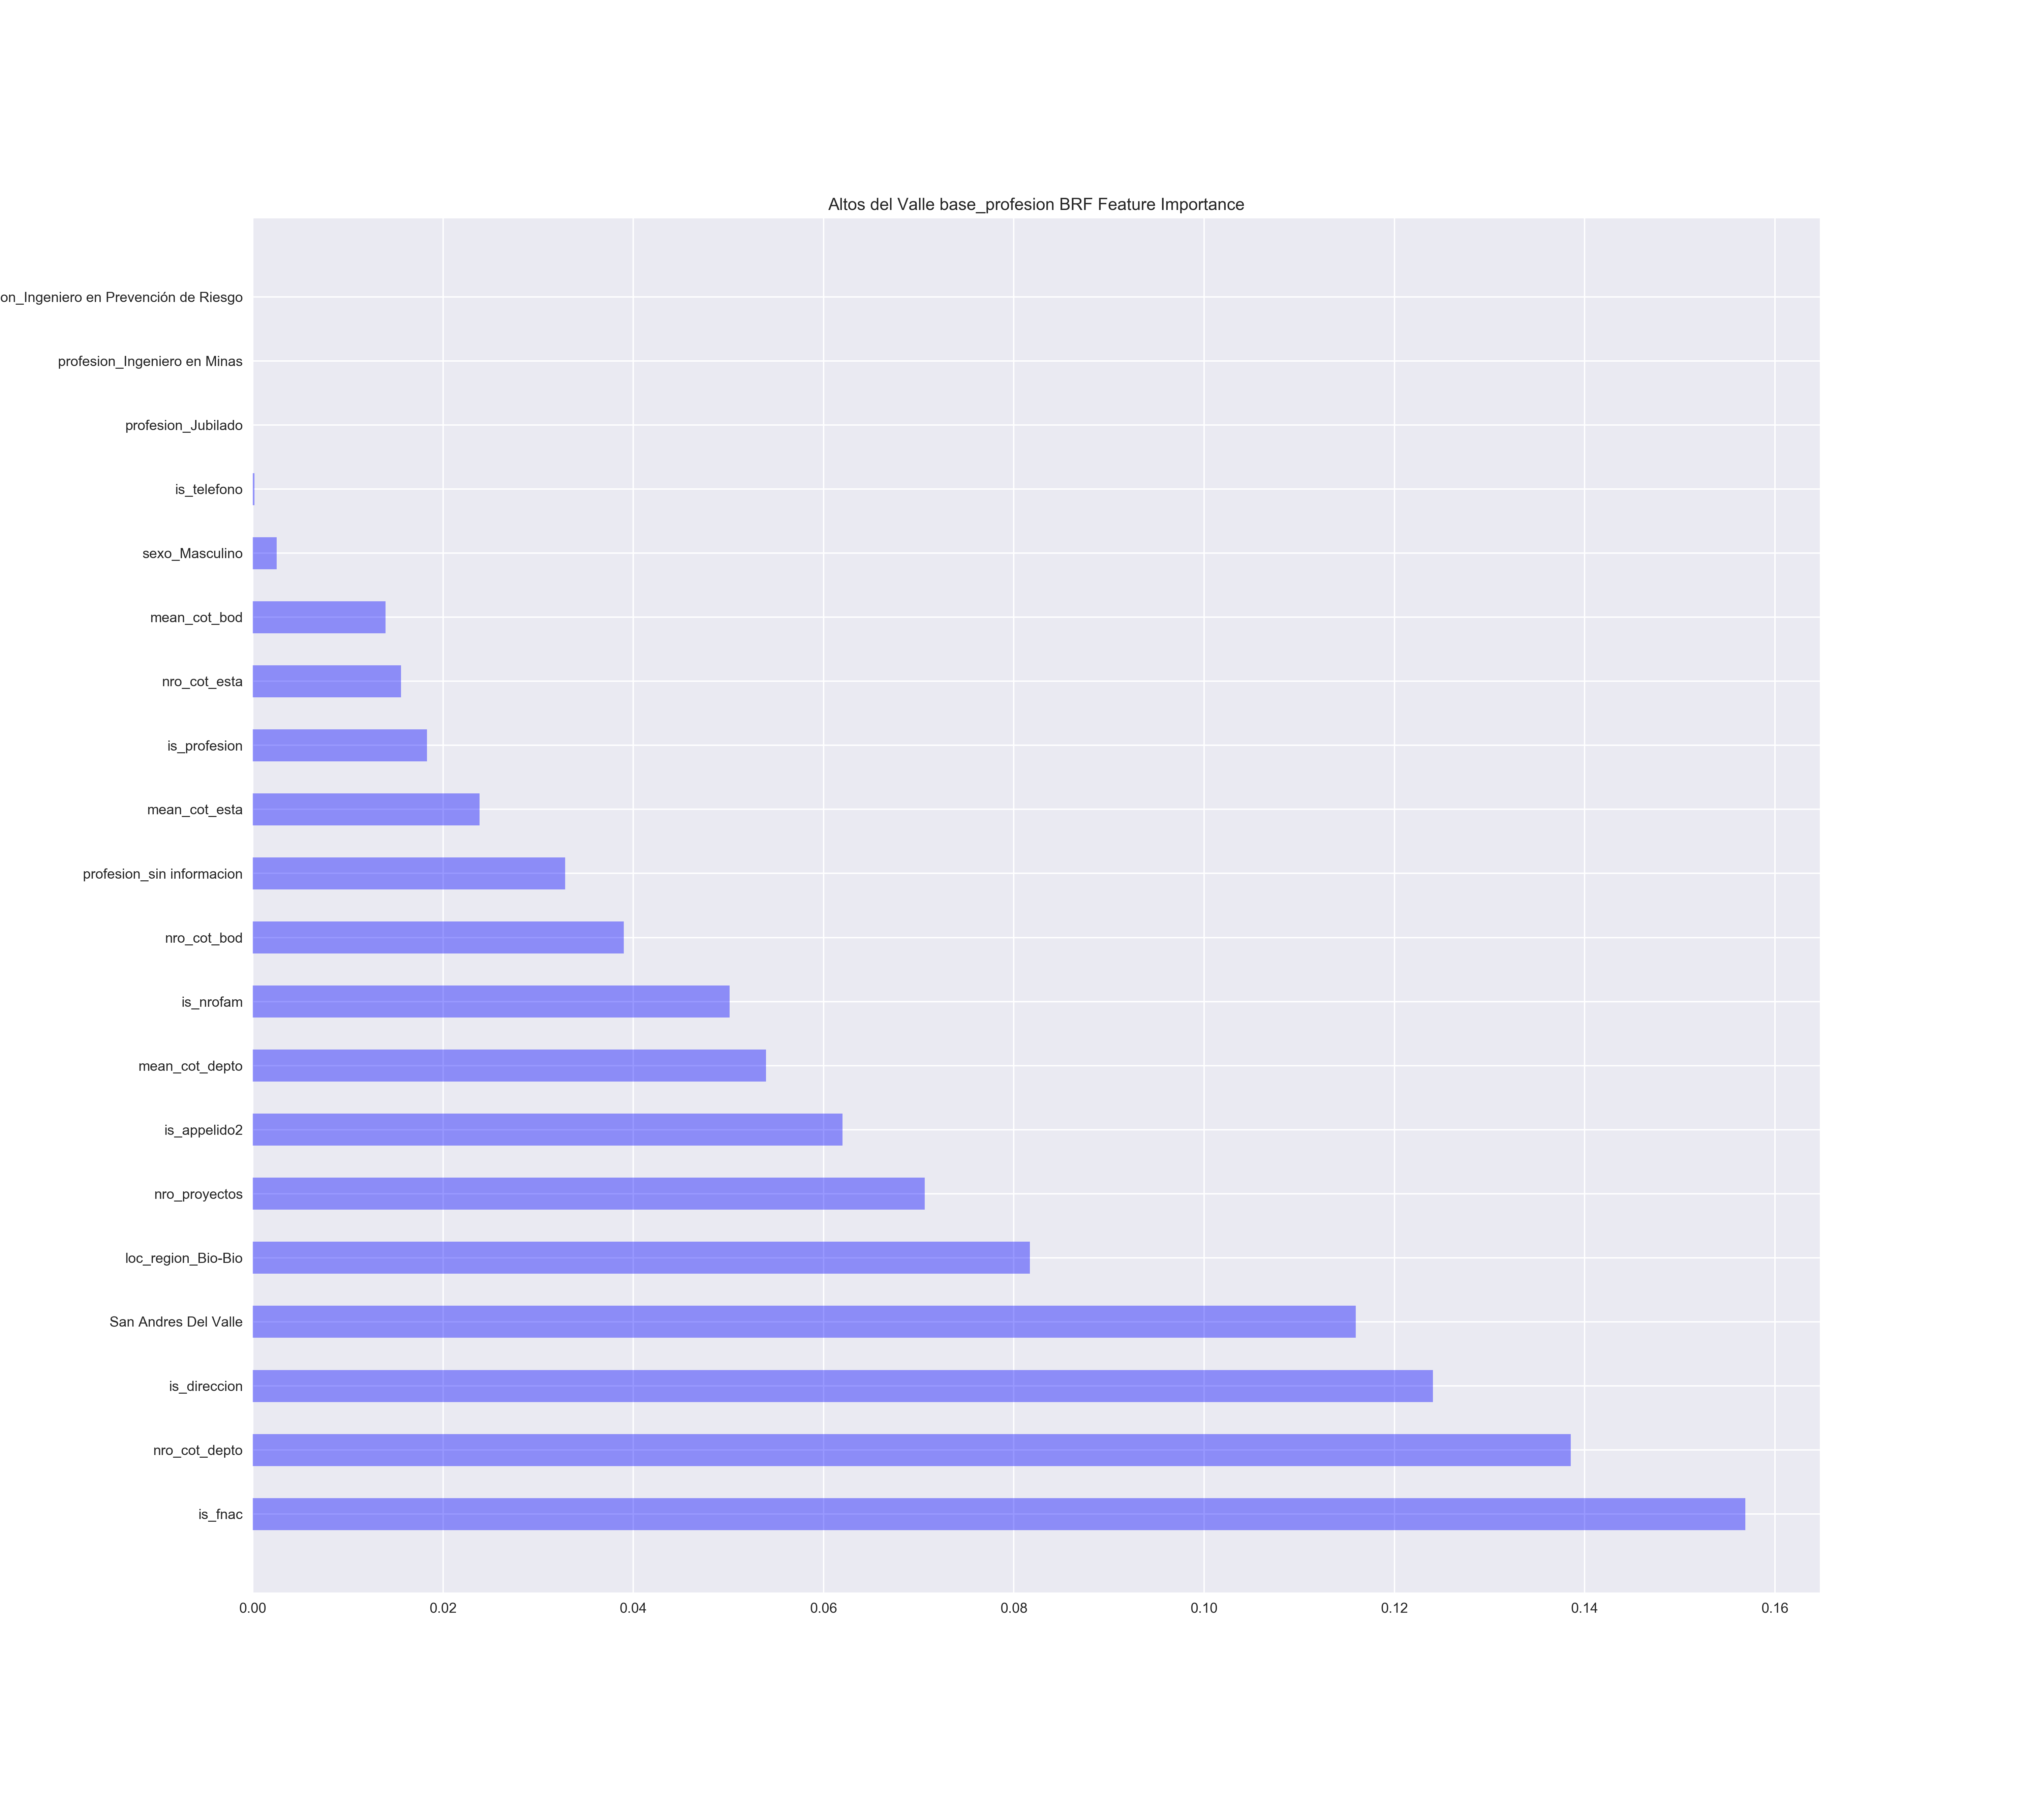 Altos del Valle base_profesion BRF Feature Importance
on_Ingeniero en Prevención de Riesgo
profesion_Ingeniero en Minas
profesion_Jubilado
is_telefono
sexo_Masculino
mean_cot_bod
nro_cot_esta
is_profesion
mean_cot_esta
profesion_sin informacion
nro_cot_bod
is_nrofam
mean_cot_depto
is_appelido2
nro_proyectos
loc_region_Bio-Bio
San Andres Del Valle
is_direccion
nro_cot_depto
is_fnac
0.00 0.02 0.04 0.06 0.08 0.10 0.12 0.14 0.16